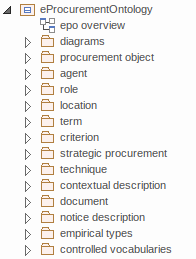 eProcurementOntology
epo overview
diagrams
procurement object
agent
role
location
term
criterion
strategic procurement
technique
contextual description
document
notice description
empirical types
controlled vocabularies